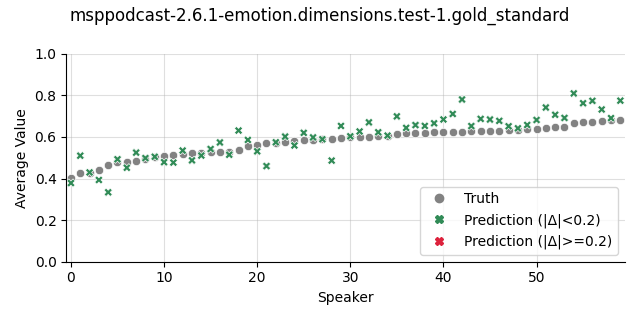 msppodcast-2.6.1-emotion.dimensions.test-1.gold_standard
1.0
0.8
0.6
0.4
0.2
0.0
Average Value
Truth
Prediction (|Δ|<0.2)
Prediction (|Δ|>=0.2)
0 10 20 30 40 50
Speaker